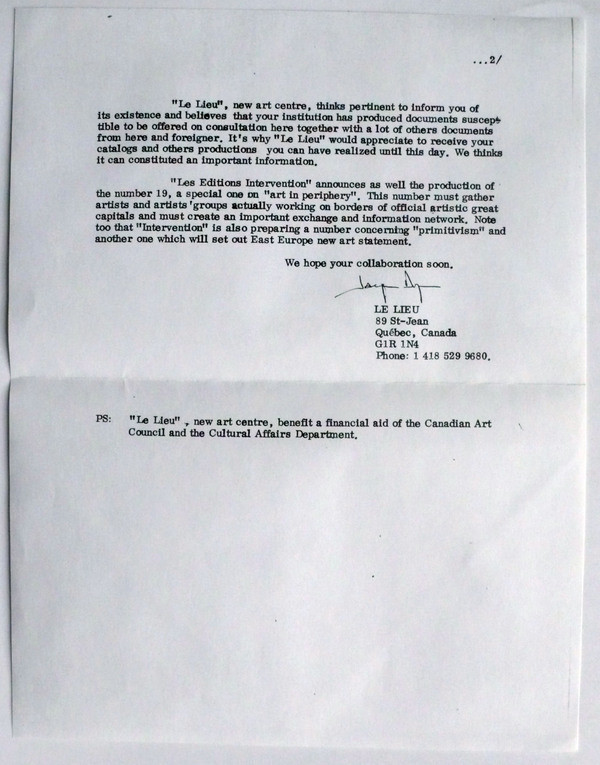 ...2/
"Le Lieu", new art centre, thinks pertinent to inform you of
its existence and believes that your institution has produced documents suscept
tible to be offered on consultation here together with a lot of others documents
from here and foreigner. It's why "Le Lieu" would appreciate to receive your
catalogs and others productions you can have realized until this day. We thinks
it can constituted an important information.
"Les Editions Intervention" announces as well the production of
the number 19, a special one on "art in periphery". This number must gather
artists and artists 'groups actually working on borders of official artistic great
capitals and must create an important exchange and information network. Note
too that "Intervention" is also preparing a number concerning "primitivism" and
another one which will set out East Europe new art statement.
We hope your collaboration soon.
LE LIEU
89 St-Jean
Québec, Canada
G1R 1N4
Phone: 1 418 529 9680.
PS: "Le Lieu" , new art centre, benefit a financial aid of the Canadian Art
Council and the Cultural Affairs Department.